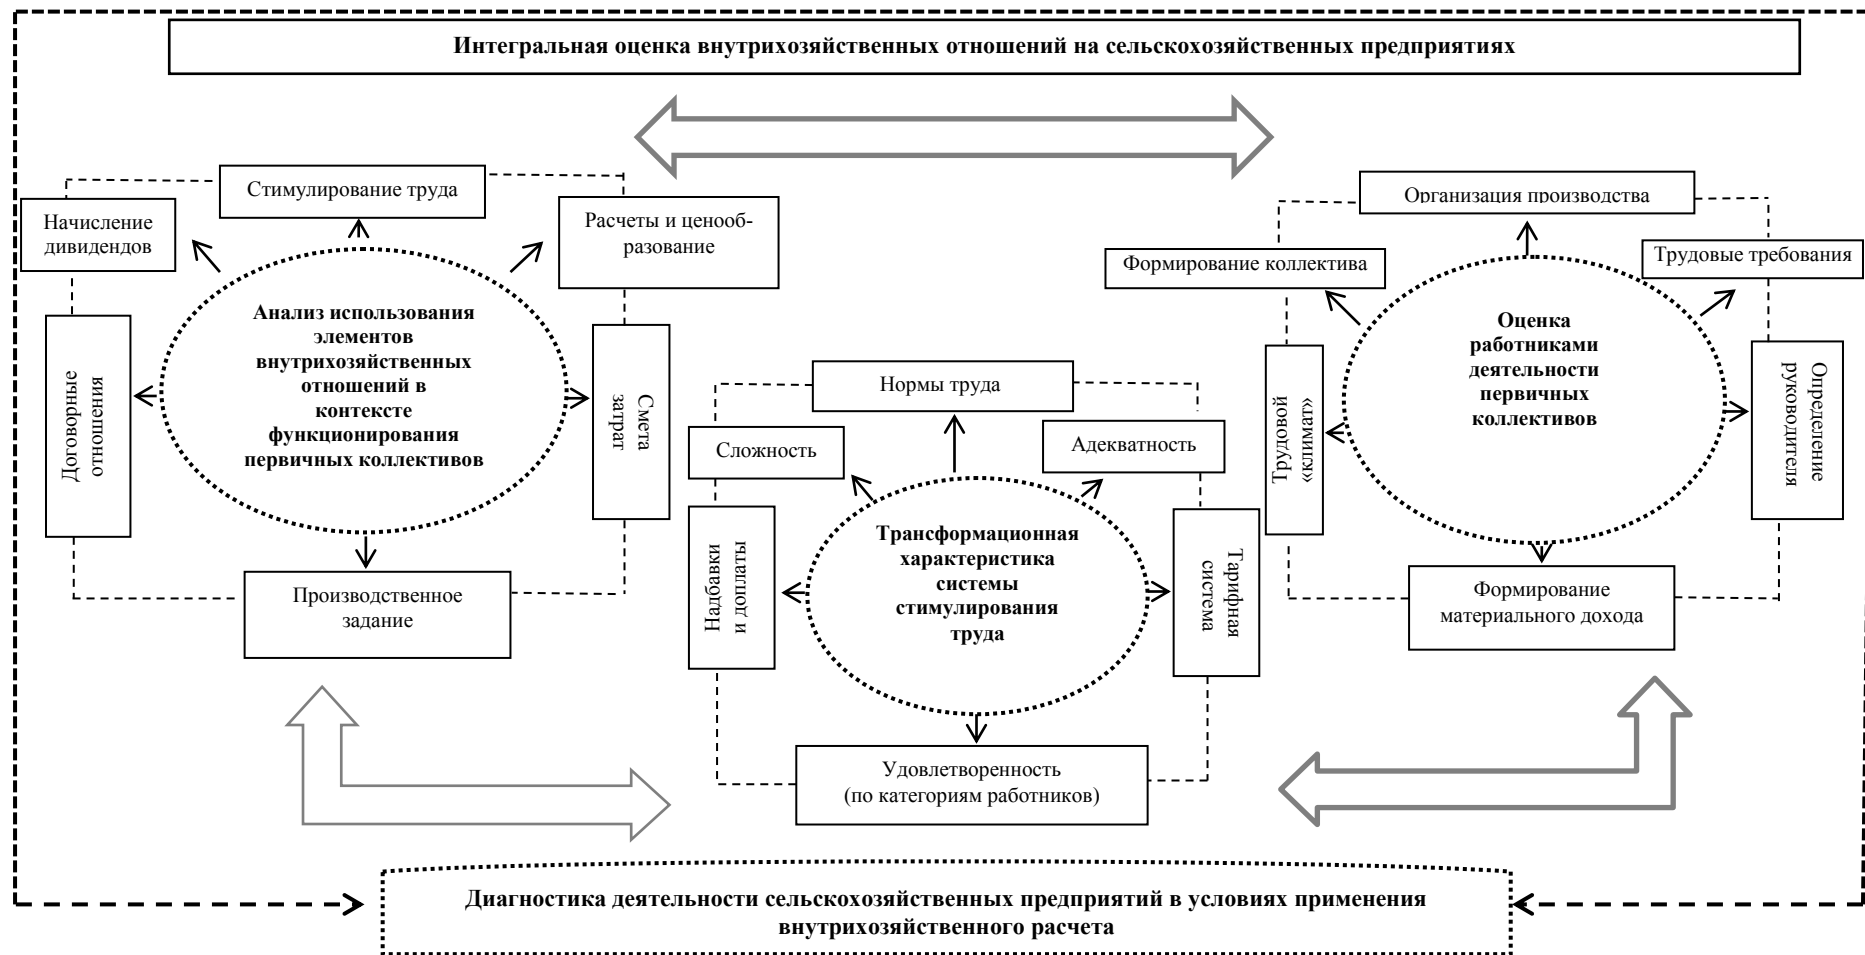 Интегральная оценка внутрихозяйственных отношений на сельскохозяйственных предприятиях
Стимулирование труда
Начисление
дивидендов
Расчеты и ценооб-
разование
Договорные
отношения
Анализ использования
элементов
внутрихозяйственных
отношений в
контексте
функционирования
первичных коллективов
Смета
затрат
Производственное
задание
Нормы труда
Сложность
Адекватность
Надбавки
и доплаты
Трансформационная
характеристика
системы
стимулирования
труда
Тарифная
система
Удовлетворенность
(по категориям работников)
Организация производства
Формирование коллектива
Трудовые требования
Трудовой
«климат»
Оценка
работниками
деятельности
первичных
коллективов
Определение
руководителя
Формирование
материального дохода
Диагностика деятельности сельскохозяйственных предприятий в условиях применения
внутрихозяйственного расчета